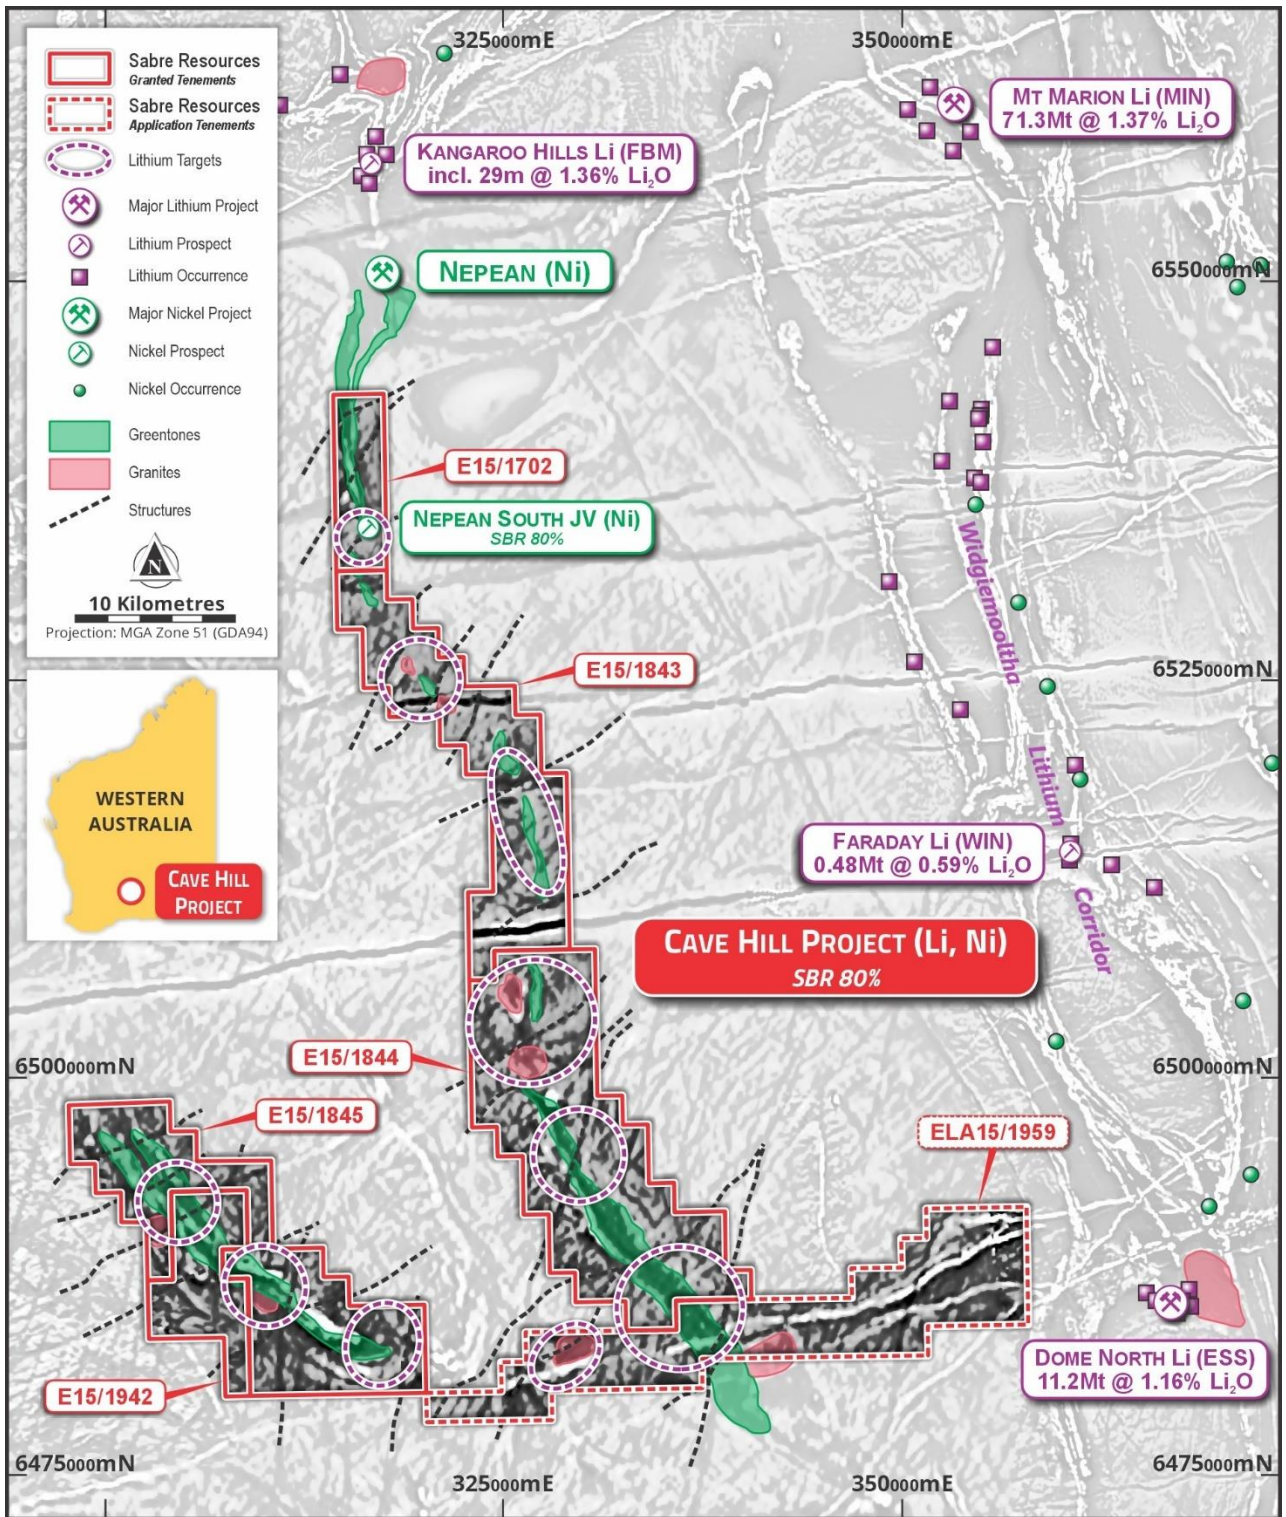 325000mE
350000mE
Sabre Resources
Granted Tenements
Sabre Resources
Application Tenements
Lithium Targets
Major Lithium Project
Lithium Prospect
Lithium Occurrence
Major Nickel Project
Nickel Prospect
Nickel Occurrence
Greentones
Granites
Structures
N
10 Kilometres
Projection: MGA Zone 51 (GDA94)
WESTERN
AUSTRALIA
CAVE HILL
PROJECT
MT MARION Li (MIN)
71.3Mt @ 1.37% Li₂O
KANGAROO HILLS Li (FBM)
incl. 29m @ 1.36% Li₂O
NEPEAN (Ni)
6550000mN
E15/1702
NEPEAN SOUTH JV (Ni)
SBR 80%
Widgiemooltha
Lithium
Corridor
E15/1843
6525000mN
FARADAY Li (WIN)
0.48Mt @ 0.59% Li₂O
CAVE HILL PROJECT (Li, Ni)
SBR 80%
E15/1844
6500000mN
6500000mN
E15/1845
ELA15/1959
E15/1942
DOME NORTH Li (ESS)
11.2Mt @ 1.16% Li₂O
6475000mN
325000mE
350000mE
6475000mN